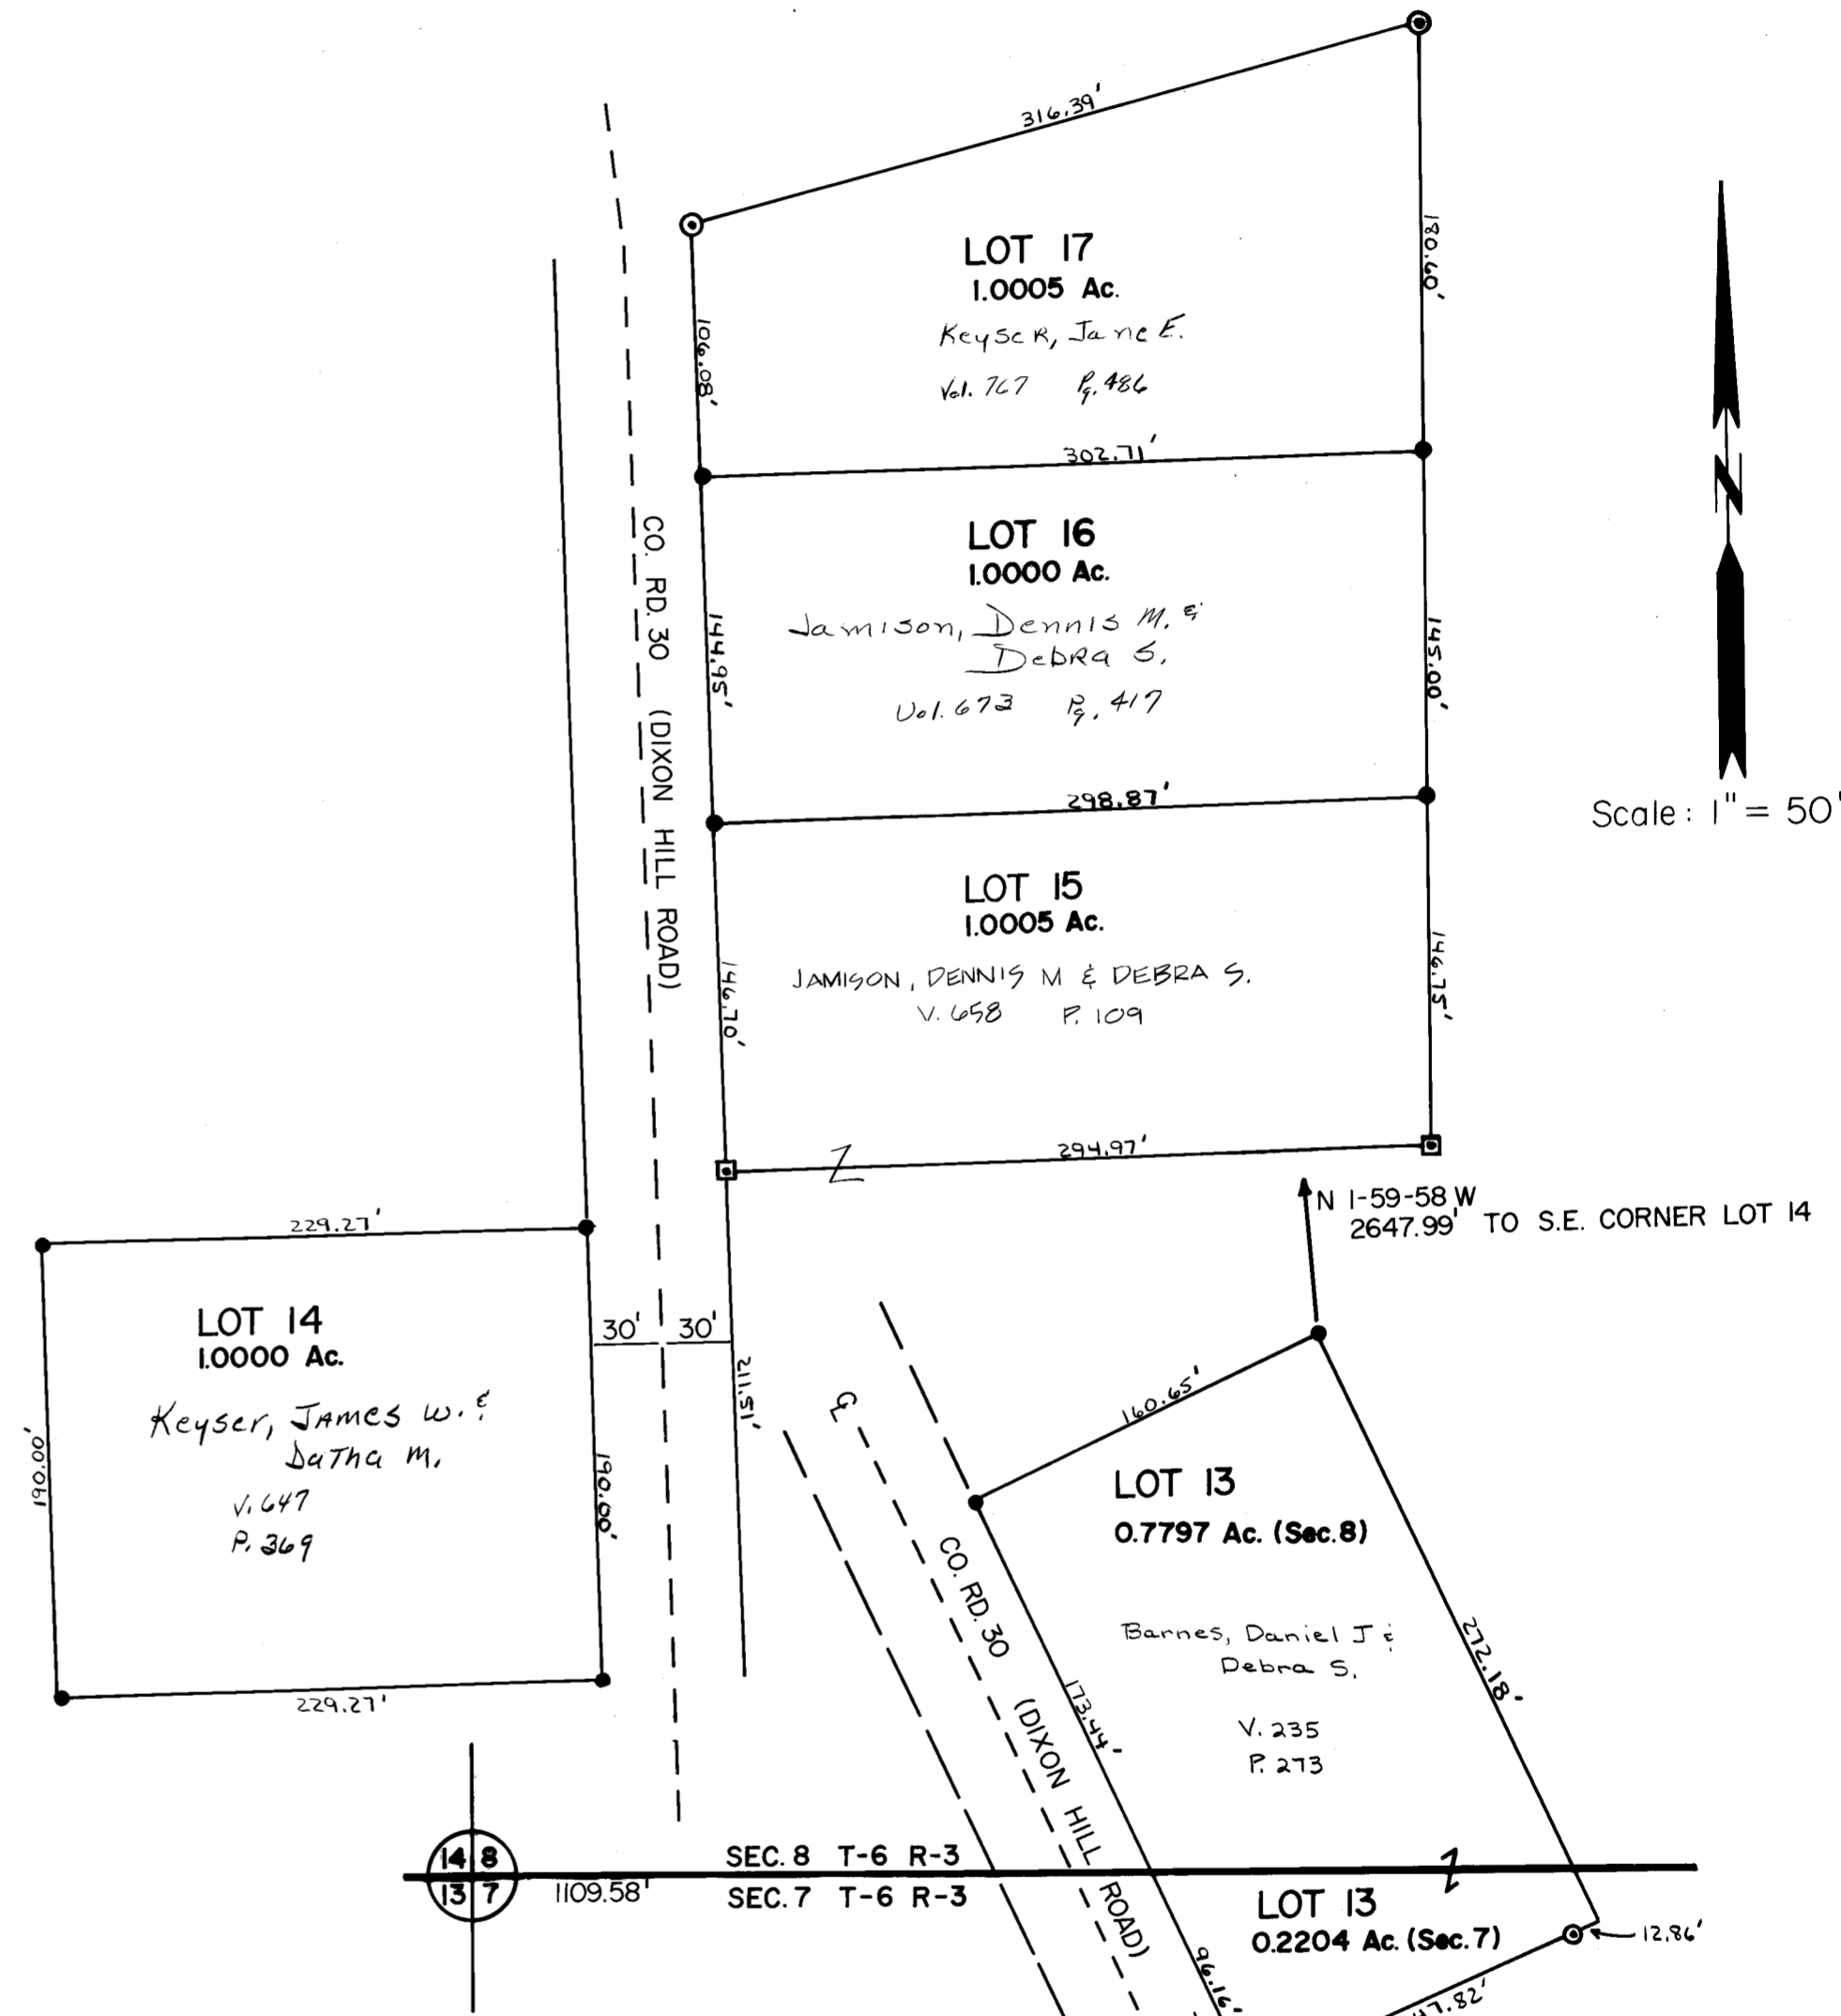 316.39'
LOT 17
1.0005 Ac.
Keyser, Jane E.
Vol. 767 Pg. 486
180.60'
106.08'
302.71'
N
CO. RD. 30 (DIXON HILL ROAD)
LOT 16
1.0000 Ac.
Jamison, Dennis M. &
Debra S.
Vol. 673 Pg. 417
144.95'
145.00'
298.87'
Scale: 1" = 50'
LOT 15
1.0005 Ac.
JAMISON, DENNIS M & DEBRA S.
V. 658 P. 109
146.70'
146.75'
294.97'
N 1-59-58 W
2647.99' TO S.E. CORNER LOT 14
229.27'
LOT 14
1.0000 Ac.
Keyser, James W. &
Datha M.
V. 647
P. 369
190.00'
190.00'
229.27'
30' 30'
211.51'
CL
CO. RD. 30 (DIXON HILL ROAD)
160.65'
LOT 13
0.7797 Ac. (Sec. 8)
Barnes, Daniel J &
Debra S.
V. 235
P. 273
272.18'
173.44'
14 8
13 7
1109.58'
SEC. 8 T-6 R-3
SEC. 7 T-6 R-3
LOT 13
0.2204 Ac. (Sec. 7)
12.86'
96.16'